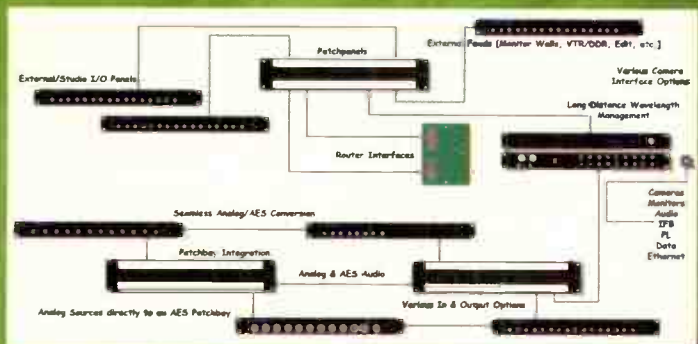 Patchpanels
External Feeds [Monitor Walls, VTR/DDR, Edit, etc.]
External/Studio I/O Panels
Various Camera
Interface Options
Long Distance Wavelength
Management
Router Interfaces
Cameras
Monitors
Audio
IFB
PL
Data
Ethernet
Seamless Analog/AES Conversion
Patchbay Integration
Analog & AES Audio
Various In & Output Options
Analog Sources directly to an AES Patchbay